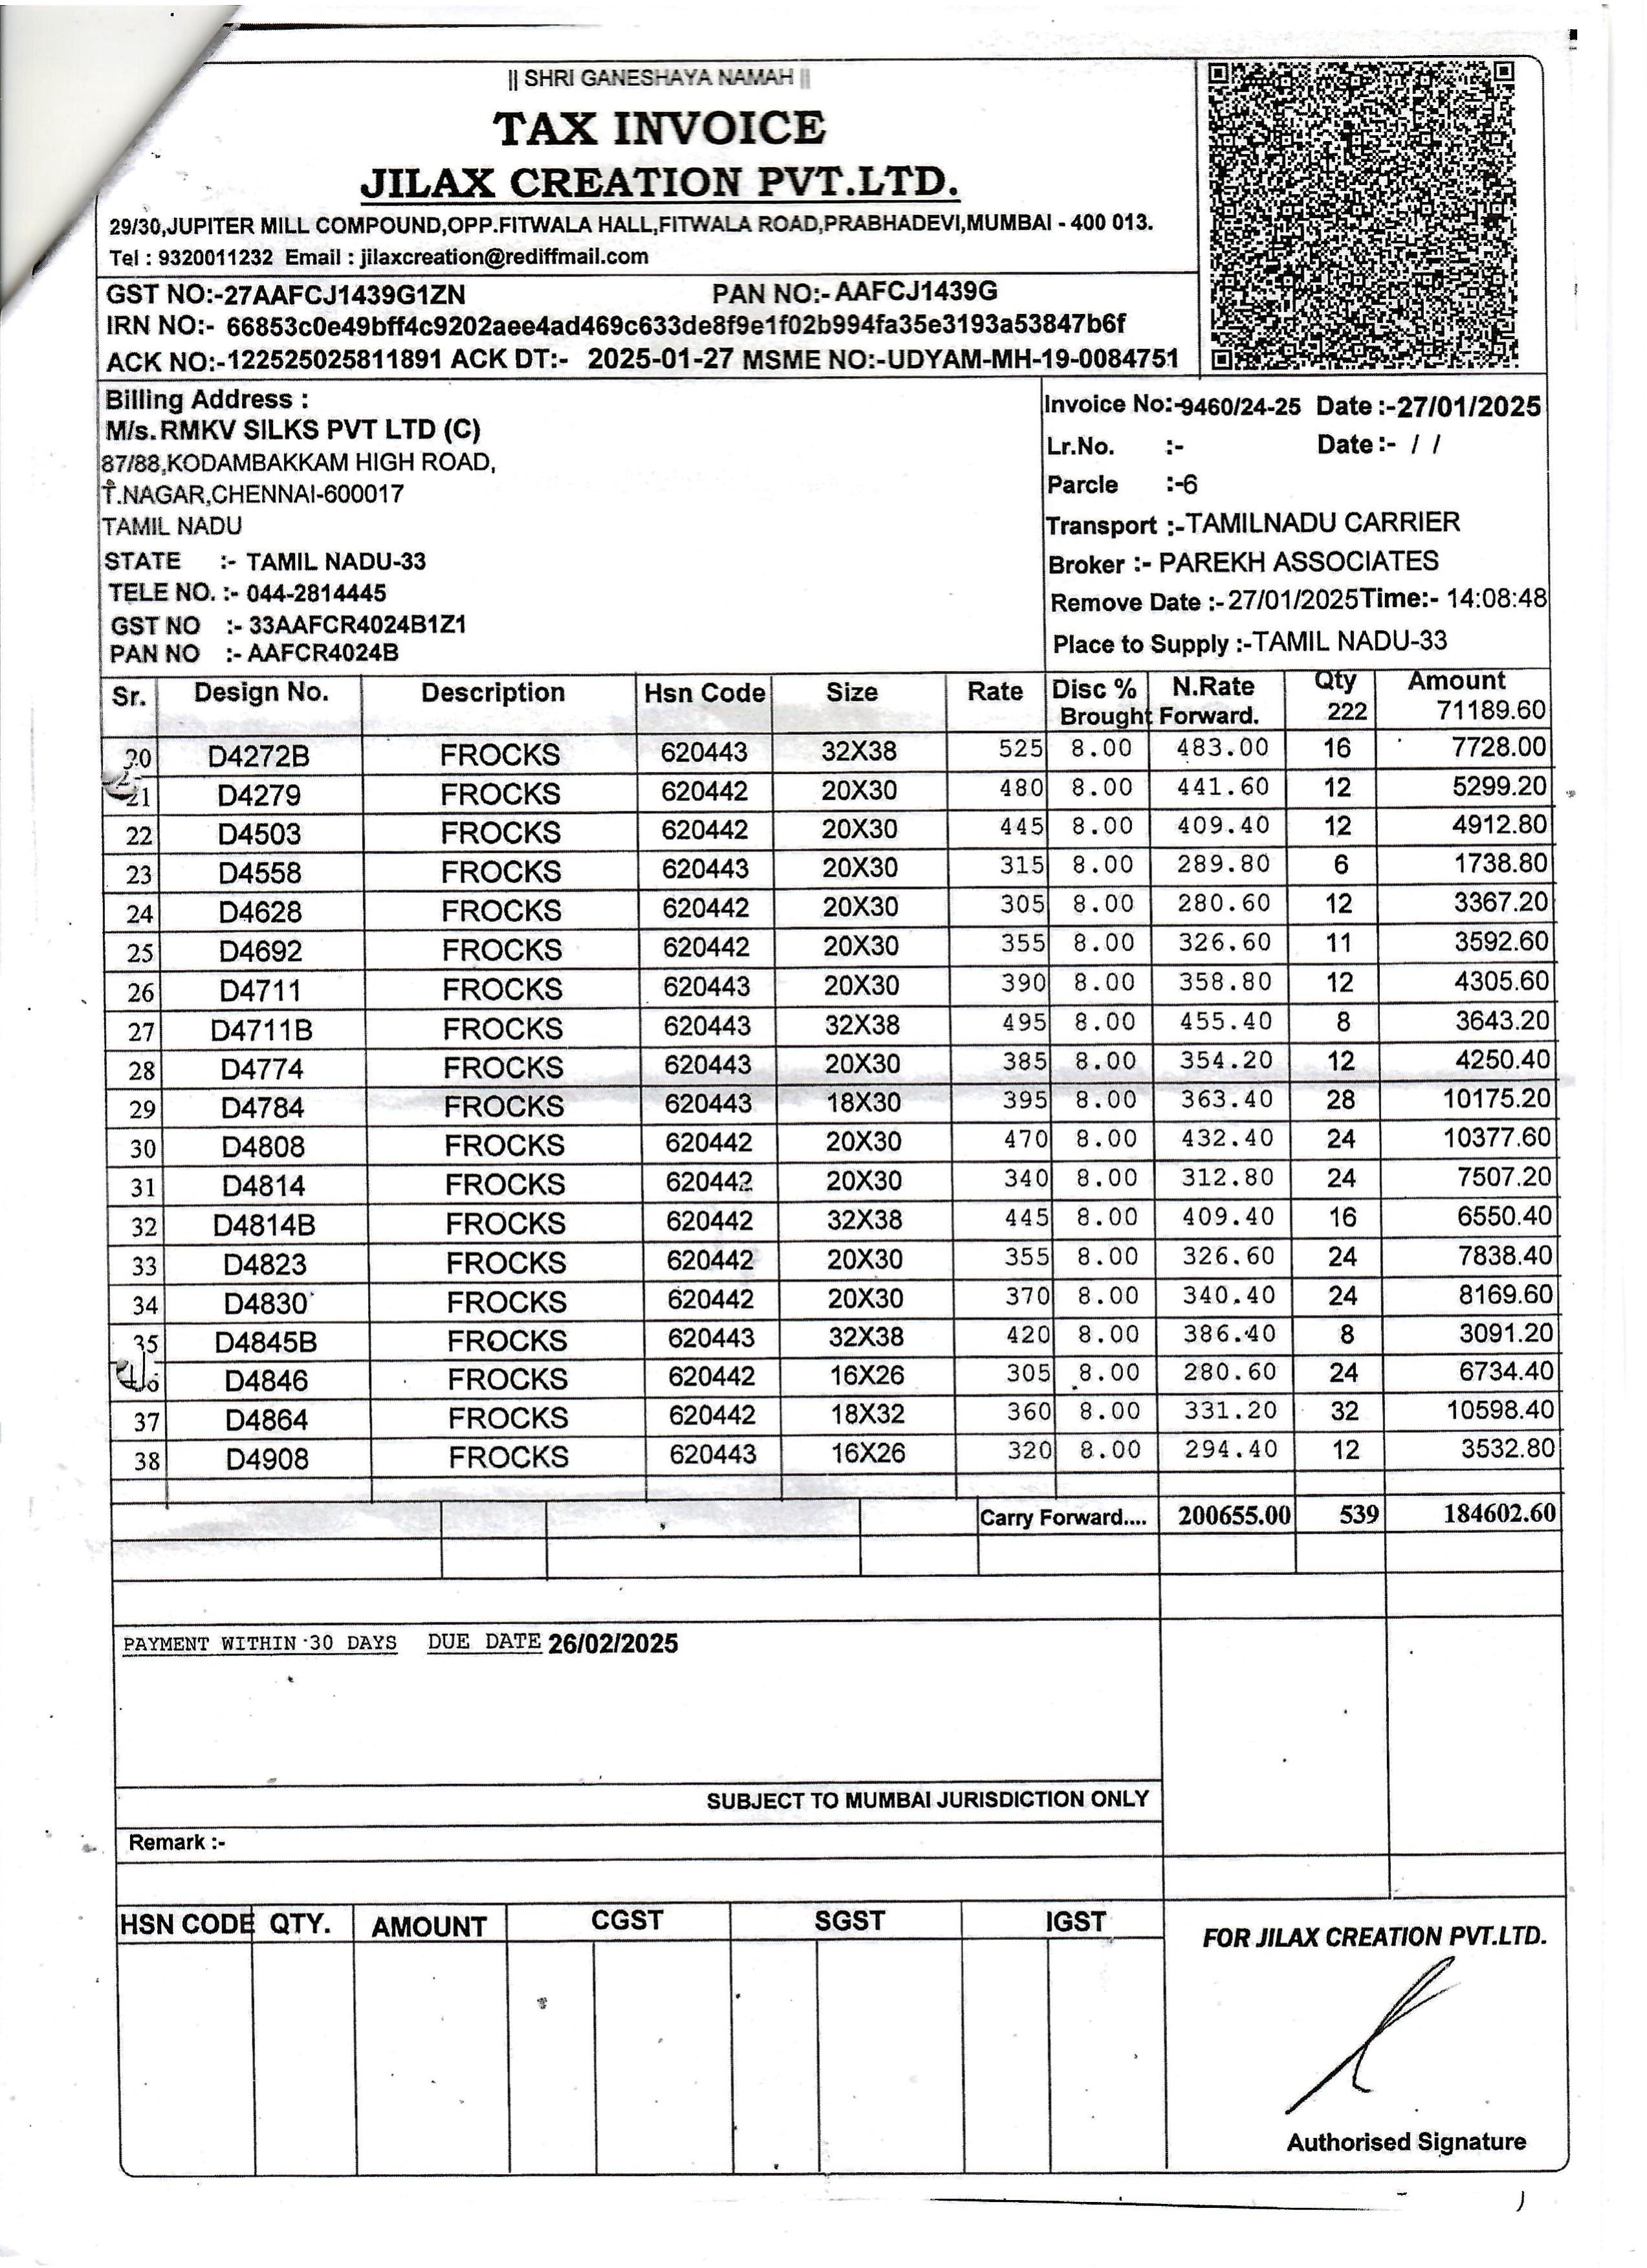 || SHRI GANESHAYA NAMAH ||
TAX INVOICE
JILAX CREATION PVT.LTD.
29/30,JUPITER MILL COMPOUND,OPP.FITWALA HALL,FITWALA ROAD,PRABHADEVI,MUMBAI - 400 013.
Tel : 9320011232 Email : jilaxcreation@rediffmail.com
GST NO:-27AAFCJ1439G1ZN PAN NO:- AAFCJ1439G
IRN NO:- 66853c0e49bff4c9202aee4ad469c633de8f9e1f02b994fa35e3193a53847b6f
ACK NO:-122525025811891 ACK DT:- 2025-01-27 MSME NO:-UDYAM-MH-19-0084751
Billing Address :
M/s. RMKV SILKS PVT LTD (C)
87/88,KODAMBAKKAM HIGH ROAD,
T.NAGAR,CHENNAI-600017
TAMIL NADU
STATE :- TAMIL NADU-33
TELE NO. :- 044-2814445
GST NO :- 33AAFCR4024B1Z1
PAN NO :- AAFCR4024B
Invoice No:-9460/24-25 Date :-27/01/2025
Lr.No. :- Date :- / /
Parcle :-6
Transport :-TAMILNADU CARRIER
Broker :- PAREKH ASSOCIATES
Remove Date :-27/01/2025Time:- 14:08:48
Place to Supply :-TAMIL NADU-33
Sr. Design No. Description Hsn Code Size Rate Disc % N.Rate Qty Amount
Brought Forward. 222 71189.60
20 D4272B FROCKS 620443 32X38 525 8.00 483.00 16 7728.00
21 D4279 FROCKS 620442 20X30 480 8.00 441.60 12 5299.20
22 D4503 FROCKS 620442 20X30 445 8.00 409.40 12 4912.80
23 D4558 FROCKS 620443 20X30 315 8.00 289.80 6 1738.80
24 D4628 FROCKS 620442 20X30 305 8.00 280.60 12 3367.20
25 D4692 FROCKS 620442 20X30 355 8.00 326.60 11 3592.60
26 D4711 FROCKS 620443 20X30 390 8.00 358.80 12 4305.60
27 D4711B FROCKS 620443 32X38 495 8.00 455.40 8 3643.20
28 D4774 FROCKS 620443 20X30 385 8.00 354.20 12 4250.40
29 D4784 FROCKS 620443 18X30 395 8.00 363.40 28 10175.20
30 D4808 FROCKS 620442 20X30 470 8.00 432.40 24 10377.60
31 D4814 FROCKS 620442 20X30 340 8.00 312.80 24 7507.20
32 D4814B FROCKS 620442 32X38 445 8.00 409.40 16 6550.40
33 D4823 FROCKS 620442 20X30 355 8.00 326.60 24 7838.40
34 D4830 FROCKS 620442 20X30 370 8.00 340.40 24 8169.60
35 D4845B FROCKS 620443 32X38 420 8.00 386.40 8 3091.20
D4846 FROCKS 620442 16X26 305 8.00 280.60 24 6734.40
37 D4864 FROCKS 620442 18X32 360 8.00 331.20 32 10598.40
38 D4908 FROCKS 620443 16X26 320 8.00 294.40 12 3532.80
Carry Forward.... 200655.00 539 184602.60
PAYMENT WITHIN 30 DAYS DUE DATE 26/02/2025
SUBJECT TO MUMBAI JURISDICTION ONLY
Remark :-
HSN CODE QTY. AMOUNT CGST SGST IGST
FOR JILAX CREATION PVT.LTD.
Authorised Signature